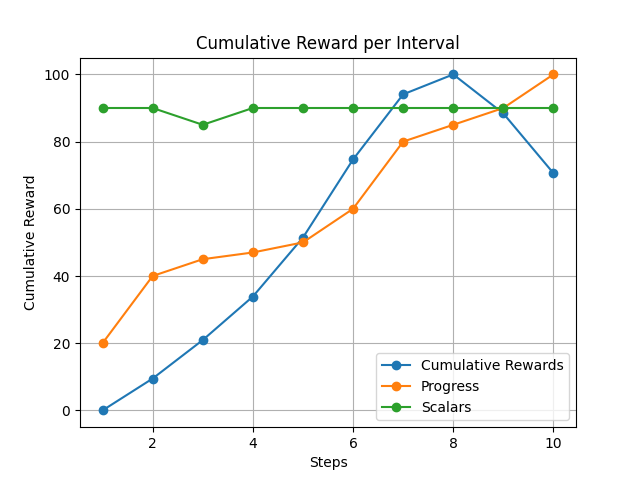 Cumulative Reward per Interval
100
80
60
40
20
0
Cumulative Reward
Cumulative Rewards
Progress
Scalars
2 4 6 8 10
Steps